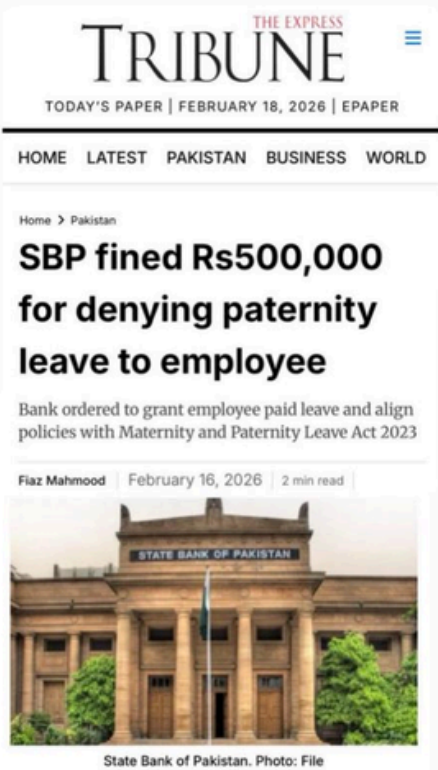 THE EXPRESS
TRIBUNE
TODAY'S PAPER | FEBRUARY 18, 2026 | EPAPER
HOME LATEST PAKISTAN BUSINESS WORLD
Home > Pakistan
SBP fined Rs500,000
for denying paternity
leave to employee
Bank ordered to grant employee paid leave and align
policies with Maternity and Paternity Leave Act 2023
Fiaz Mahmood | February 16, 2026 | 2 min read
STATE BANK OF PAKISTAN
State Bank of Pakistan. Photo: File